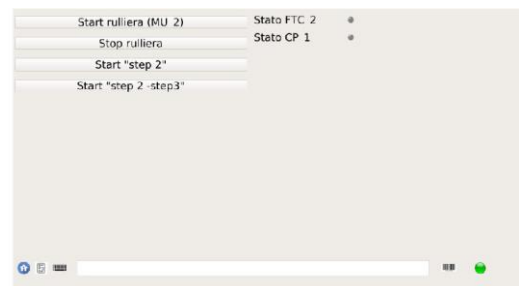 Start rulliera (MU 2)
Stop rulliera
Start "step 2"
Start "step 2 -step3"
Stato FTC 2
Stato CP 1